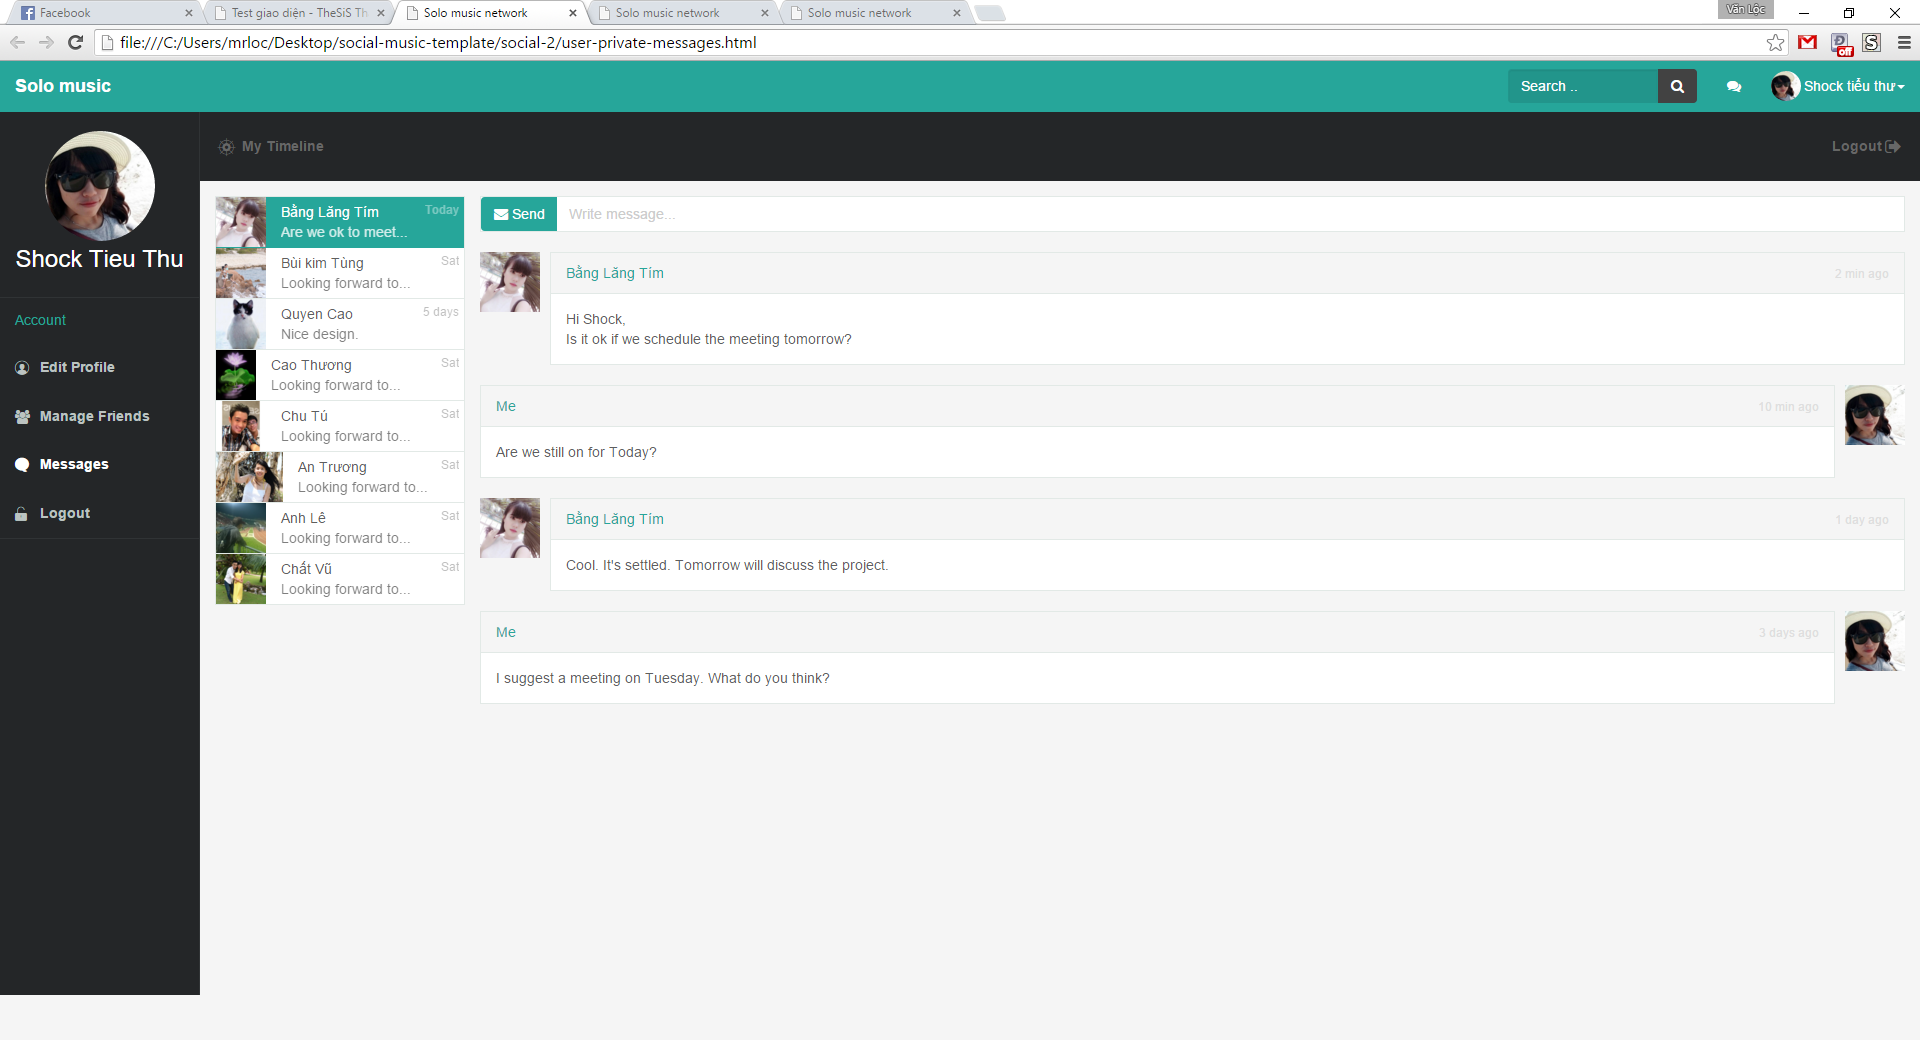 Facebook
Test giao diện - TheSiS Th
Solo music network
Solo music network
Solo music network
Văn Lộc
file:///C:/Users/mrloc/Desktop/social-music-template/social-2/user-private-messages.html
off
S
Solo music
Search ..
Shock tiểu thư
Shock Tieu Thu
Account
Edit Profile
Manage Friends
Messages
Logout
My Timeline
Logout
Bằng Lăng Tím
Today
Are we ok to meet...
Bùi kim Tùng
Sat
Looking forward to...
Quyen Cao
5 days
Nice design.
Cao Thương
Sat
Looking forward to...
Chu Tú
Sat
Looking forward to...
An Trương
Sat
Looking forward to...
Anh Lê
Sat
Looking forward to...
Chất Vũ
Sat
Looking forward to...
Send
Write message...
Bằng Lăng Tím
2 min ago
Hi Shock,
Is it ok if we schedule the meeting tomorrow?
Me
10 min ago
Are we still on for Today?
Bằng Lăng Tím
1 day ago
Cool. It's settled. Tomorrow will discuss the project.
Me
3 days ago
I suggest a meeting on Tuesday. What do you think?